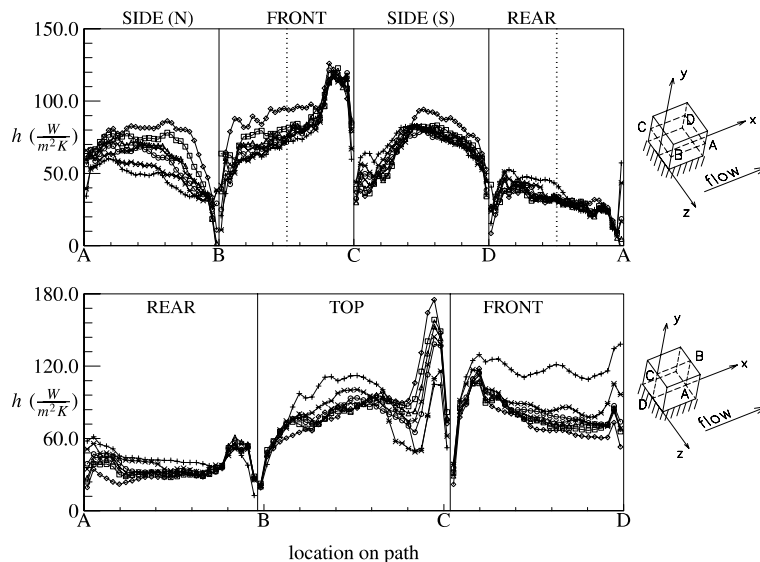 SIDE (N) FRONT SIDE (S) REAR
150.0
100.0
h (W/m²K)
50.0
0
A B C D A
y
C D x
B A
flow
z
180.0
REAR TOP FRONT
120.0
h (W/m²K)
60.0
0
A B C D
y
B
C x
D A
flow
z
location on path